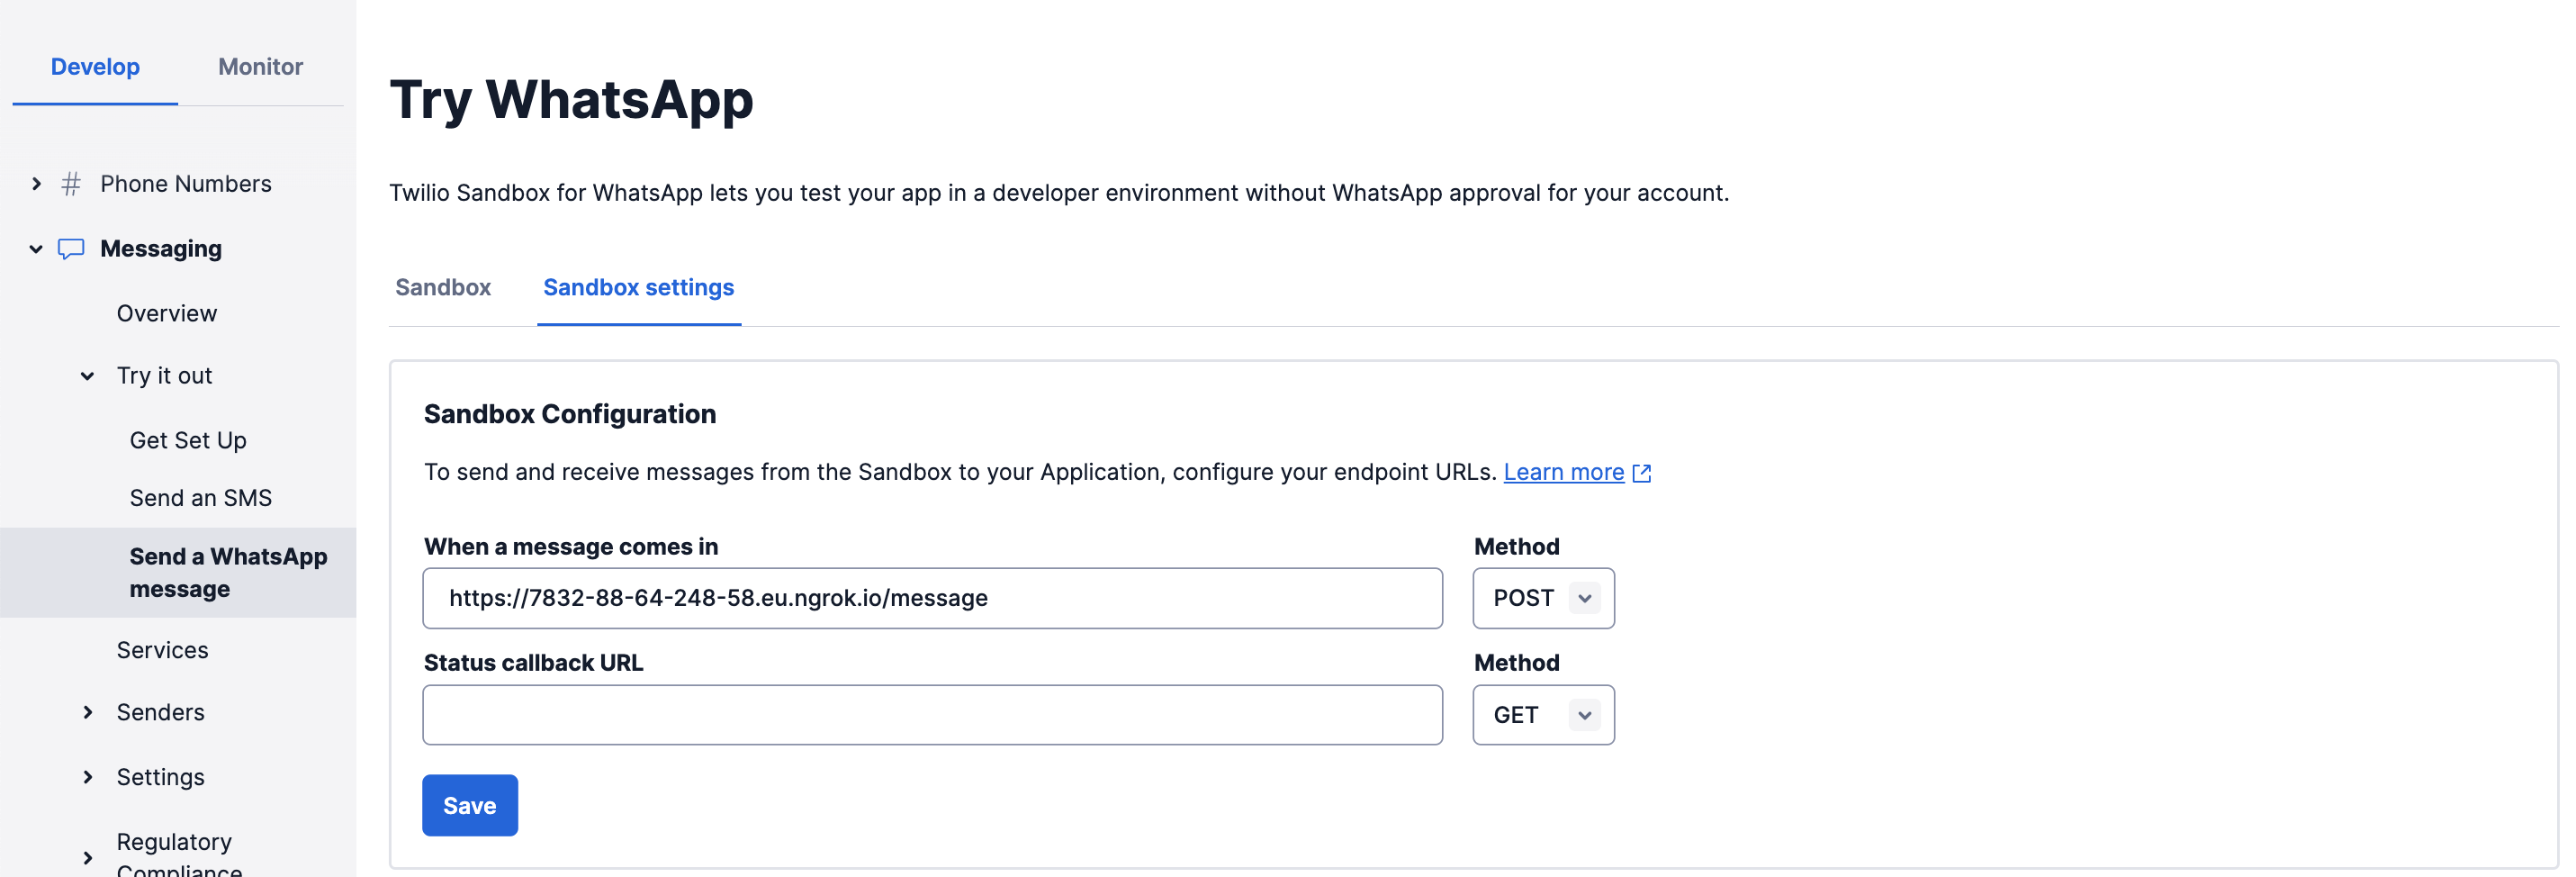 Develop
Monitor
Phone Numbers
Messaging
Overview
Try it out
Get Set Up
Send an SMS
Send a WhatsApp
message
Services
Senders
Settings
Regulatory
Compliance
Try WhatsApp
Twilio Sandbox for WhatsApp lets you test your app in a developer environment without WhatsApp approval for your account.
Sandbox
Sandbox settings
Sandbox Configuration
To send and receive messages from the Sandbox to your Application, configure your endpoint URLs. Learn more
When a message comes in
Method
https://7832-88-64-248-58.eu.ngrok.io/message
POST
Status callback URL
Method
GET
Save